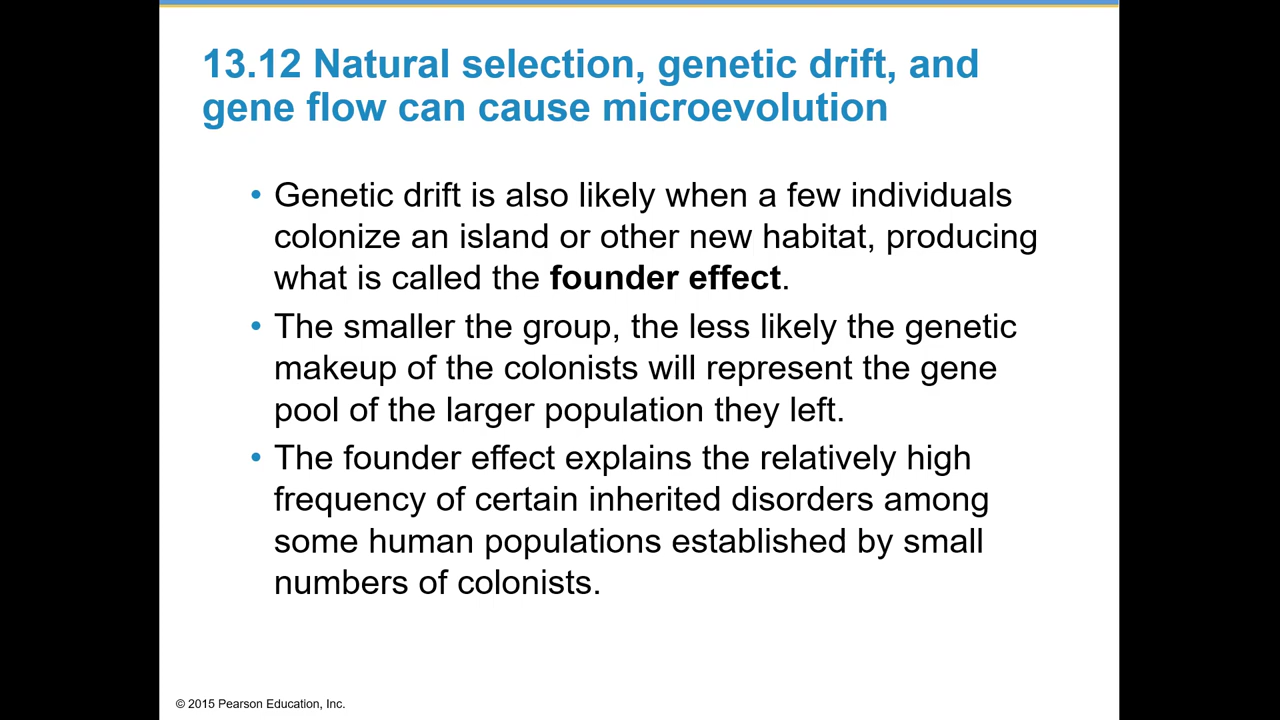 13.12 Natural selection, genetic drift, and
gene flow can cause microevolution
• Genetic drift is also likely when a few individuals
colonize an island or other new habitat, producing
what is called the founder effect.
• The smaller the group, the less likely the genetic
makeup of the colonists will represent the gene
pool of the larger population they left.
• The founder effect explains the relatively high
frequency of certain inherited disorders among
some human populations established by small
numbers of colonists.
© 2015 Pearson Education, Inc.